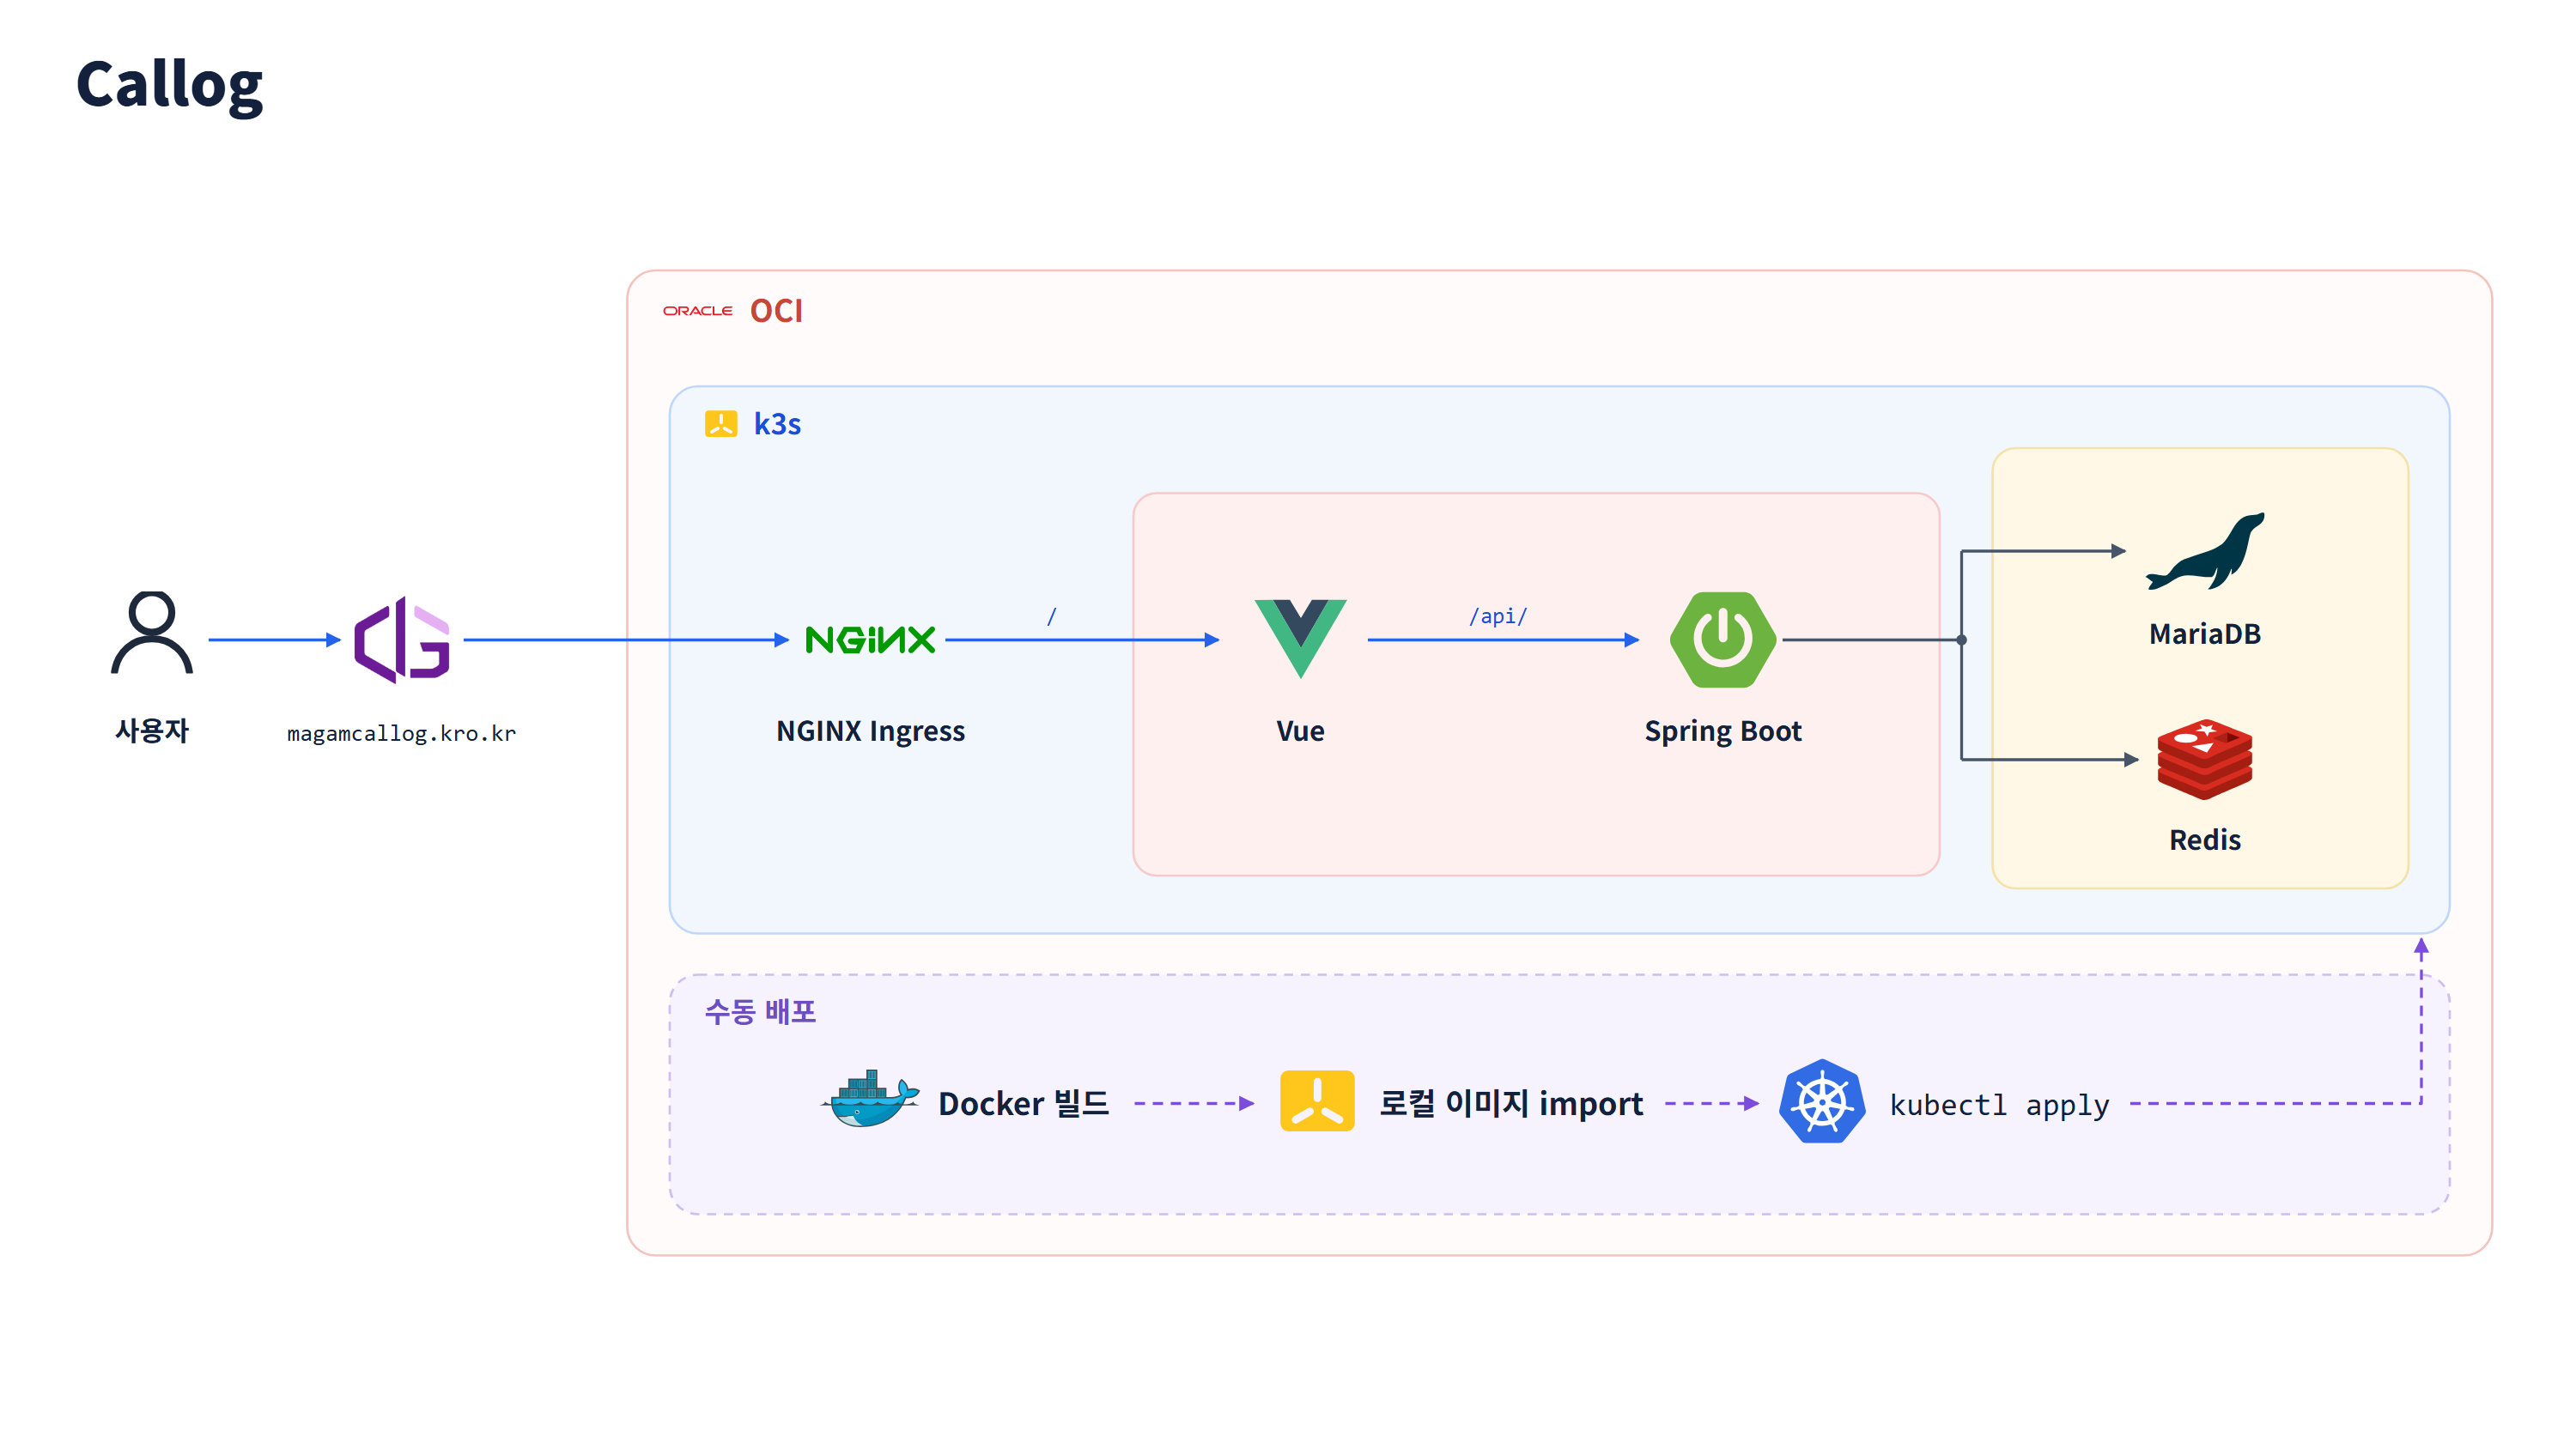 Callog
ORACLE OCI
k3s
/
/api/
NGINX
MariaDB
사용자
magamcallog.kro.kr
NGINX Ingress
Vue
Spring Boot
Redis
수동 배포
Docker 빌드
로컬 이미지 import
kubectl apply